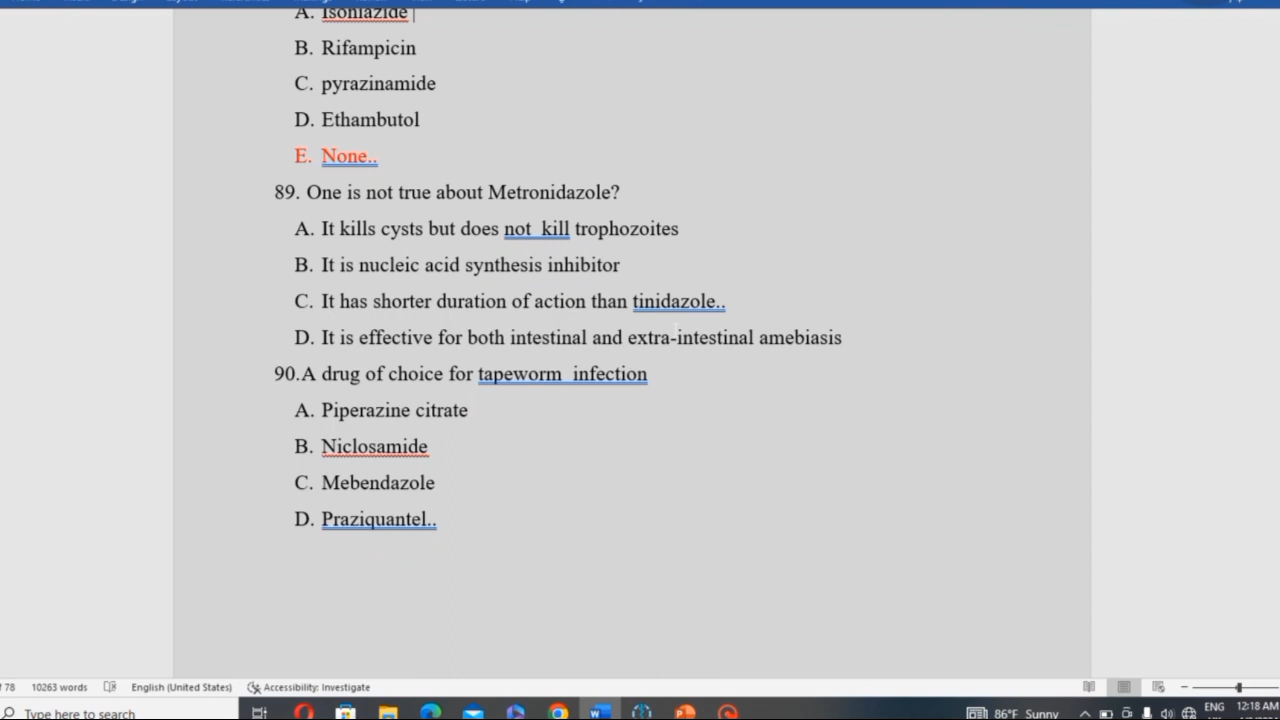 A. Isoniazide
B. Rifampicin
C. pyrazinamide
D. Ethambutol
E. None..
89. One is not true about Metronidazole?
A. It kills cysts but does not kill trophozoites
B. It is nucleic acid synthesis inhibitor
C. It has shorter duration of action than tinidazole..
D. It is effective for both intestinal and extra-intestinal amebiasis
90.A drug of choice for tapeworm infection
A. Piperazine citrate
B. Niclosamide
C. Mebendazole
D. Praziquantel..
78 10263 words English (United States) Accessibility: Investigate
Type here to search 86°F Sunny ENG 12:18 AM